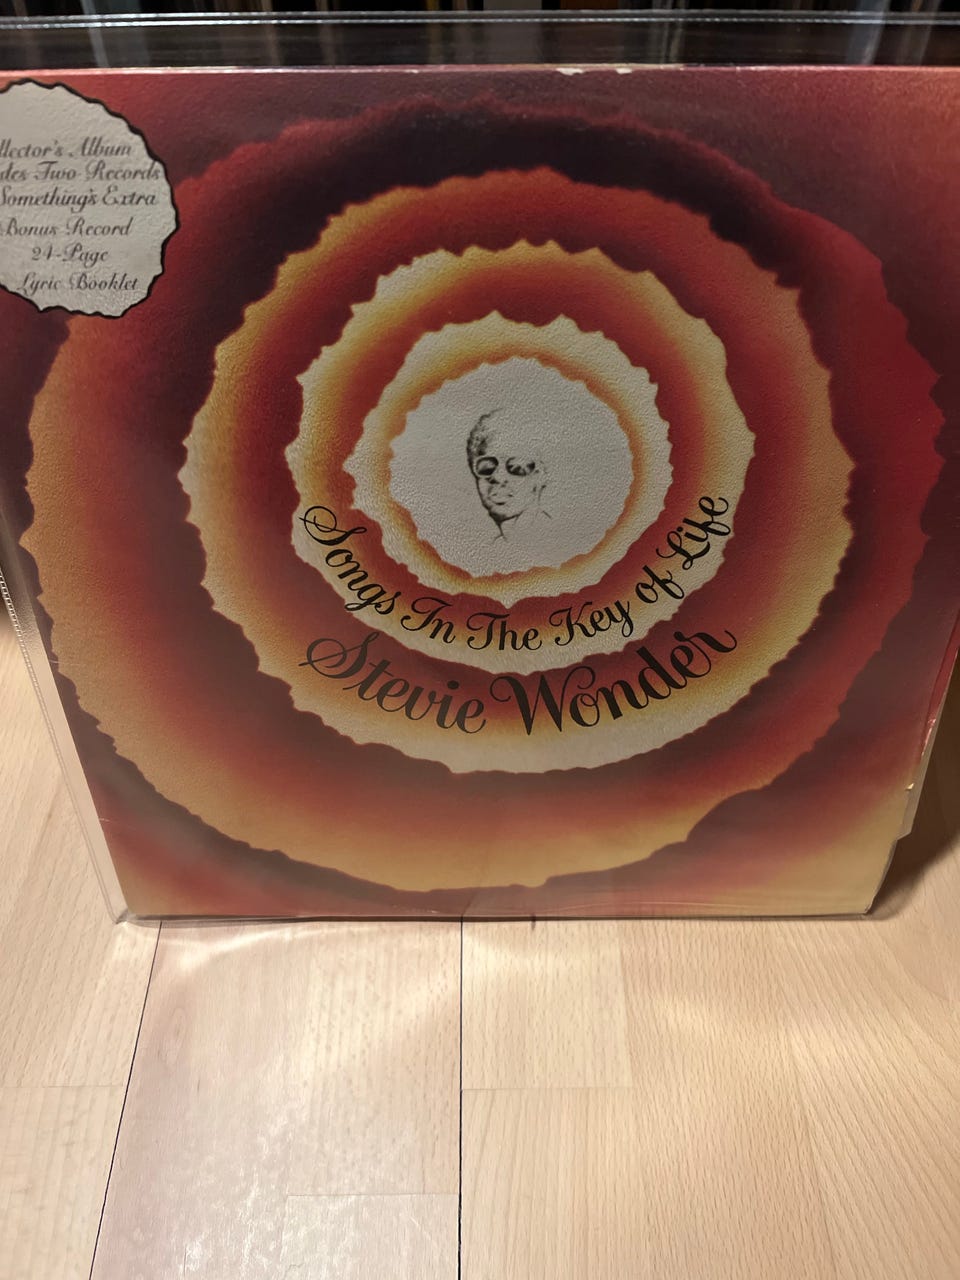 llector's Album
des Two Records
Something's Extra
Bonus Record
24-Page
Lyric Booklet
Songs In The Key of Life
Stevie Wonder